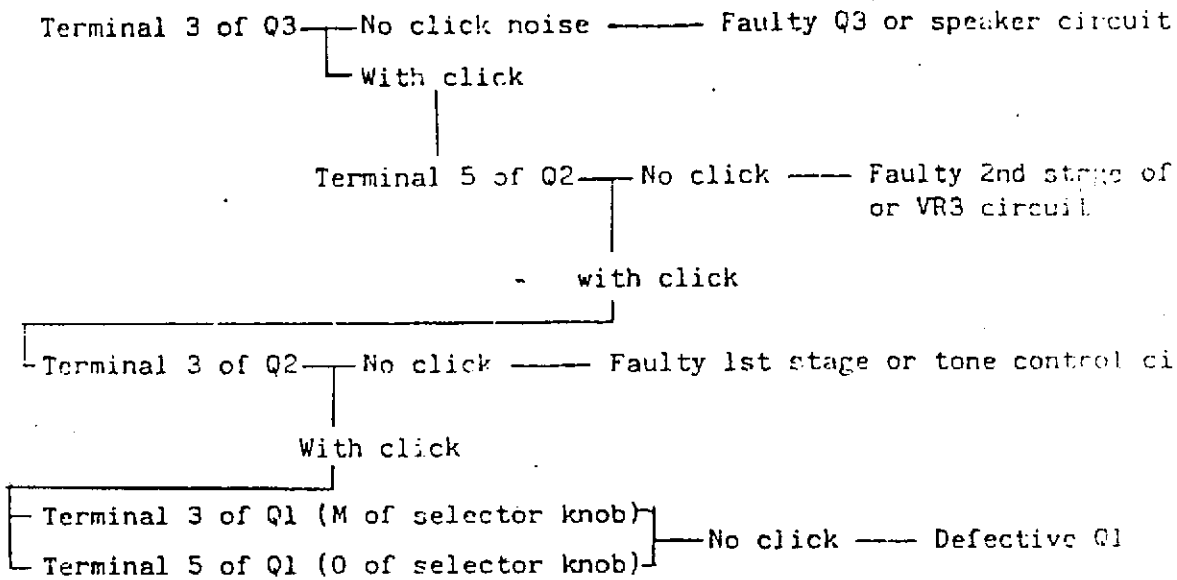 Terminal 3 of Q3 No click noise Faulty Q3 or speaker circuit
With click
Terminal 5 of Q2 No click Faulty 2nd stage of
or VR3 circuit
with click
Terminal 3 of Q2 No click Faulty 1st stage or tone control ci
With click
Terminal 3 of Q1 (M of selector knob)
No click Defective Q1
Terminal 5 of Q1 (O of selector knob)